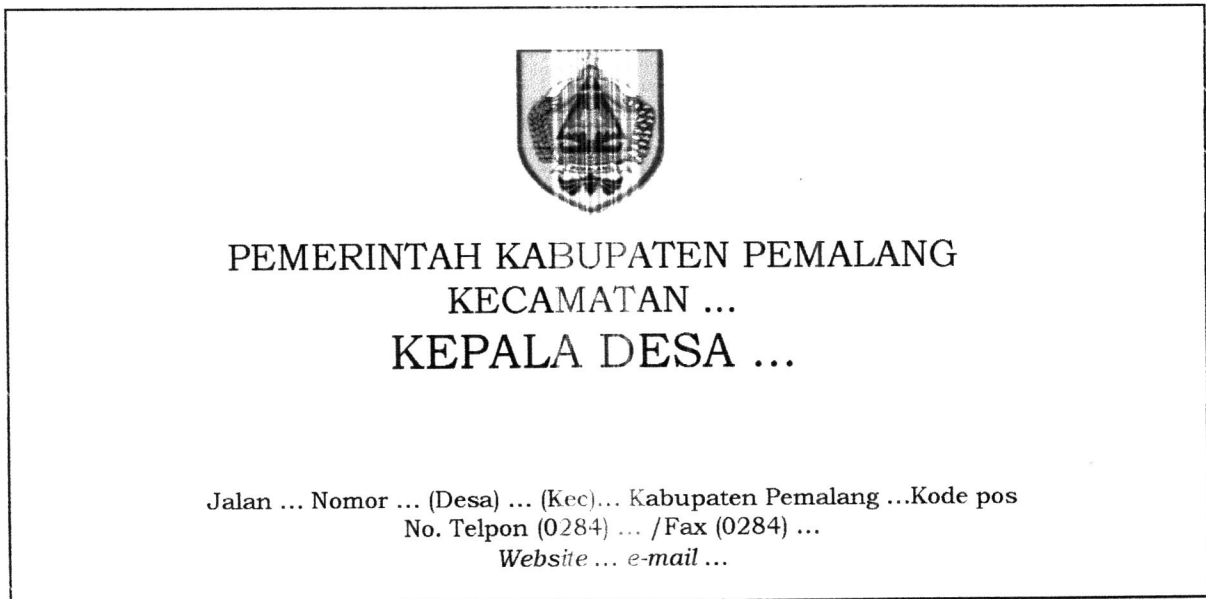 PEMERINTAH KABUPATEN PEMALANG
KECAMATAN ...
KEPALA DESA ...
Jalan ... Nomor ... (Desa) ... (Kec)... Kabupaten Pemalang ...Kode pos
No. Telpon (0284) ... /Fax (0284) ...
Website ... e-mail ...